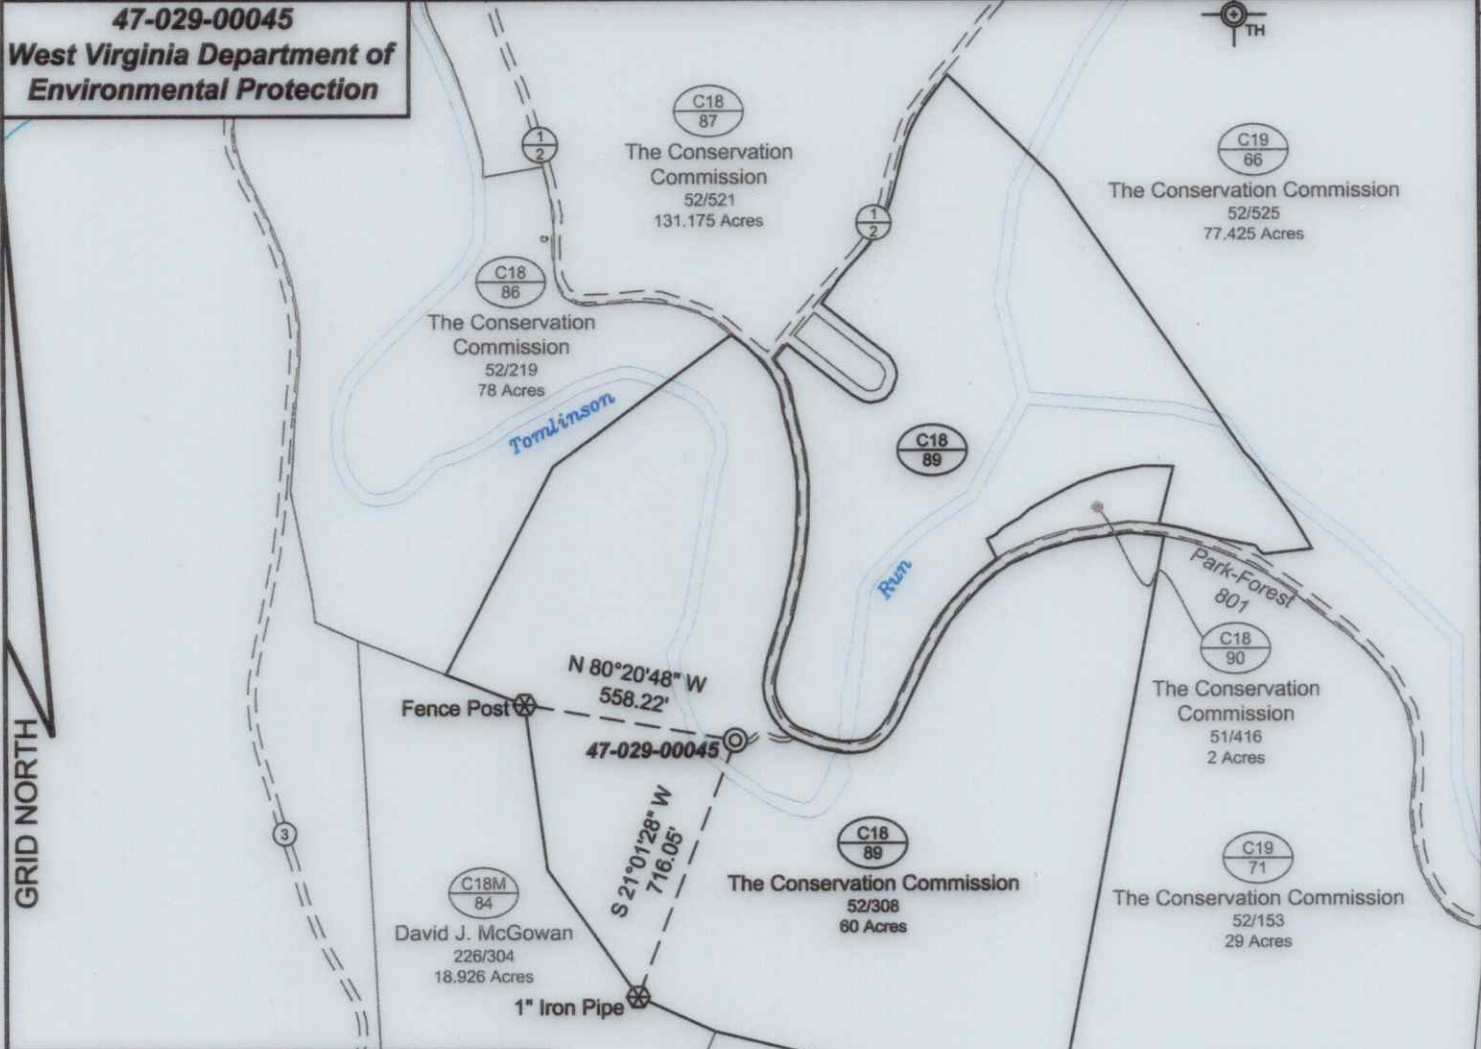 47-029-00045
West Virginia Department of
Environmental Protection
TH
C18
87
The Conservation
Commission
52/521
131.175 Acres
C19
66
The Conservation Commission
52/525
77.425 Acres
1
2
1
2
C18
86
The Conservation
Commission
52/219
78 Acres
Tomlinson
C18
89
Run
Park-Forest
801
C18
90
The Conservation
Commission
51/416
2 Acres
N 80°20'48" W
558.22'
Fence Post
47-029-00045
GRID NORTH
3
S 21°01'28" W
716.05'
C18
89
The Conservation Commission
52/308
60 Acres
C19
71
The Conservation Commission
52/153
29 Acres
C18M
84
David J. McGowan
226/304
18.926 Acres
1" Iron Pipe